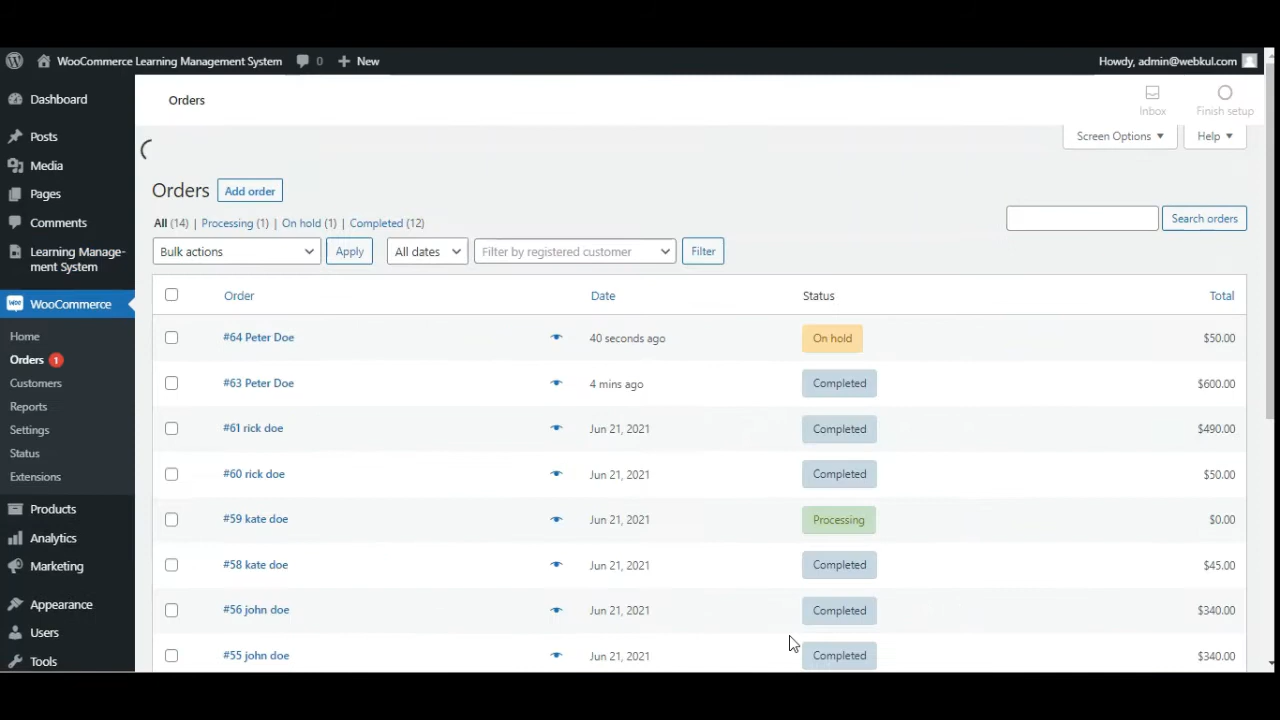 WooCommerce Learning Management System 0 New Howdy, admin@webkul.com
Dashboard
Posts
Media
Pages
Comments
Learning Manage-
ment System
WooCommerce
Home
Orders 1
Customers
Reports
Settings
Status
Extensions
Products
Analytics
Marketing
Appearance
Users
Tools
Orders
Inbox Finish setup
Screen Options Help
Orders Add order
All (14) | Processing (1) | On hold (1) | Completed (12)
Search orders
Bulk actions Apply All dates Filter by registered customer Filter
Order Date Status Total
#64 Peter Doe 40 seconds ago On hold $50.00
#63 Peter Doe 4 mins ago Completed $600.00
#61 rick doe Jun 21, 2021 Completed $490.00
#60 rick doe Jun 21, 2021 Completed $50.00
#59 kate doe Jun 21, 2021 Processing $0.00
#58 kate doe Jun 21, 2021 Completed $45.00
#56 john doe Jun 21, 2021 Completed $340.00
#55 john doe Jun 21, 2021 Completed $340.00